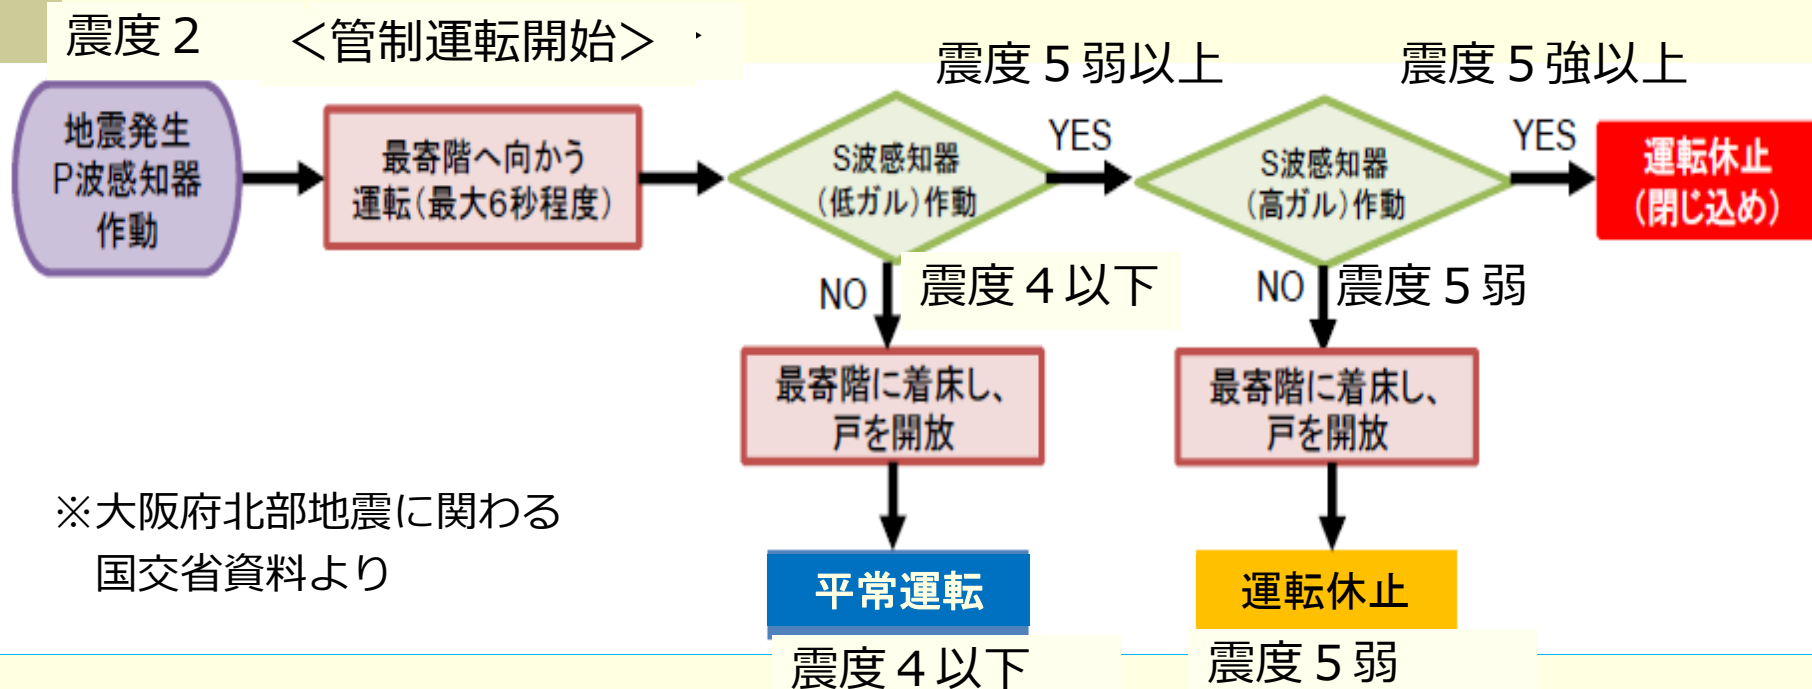 震度２
＜管制運転開始＞
震度５弱以上
震度５強以上
地震発生
P波感知器
作動
最寄階へ向かう
運転（最大6秒程度）
S波感知器
（低ガル）作動
YES
S波感知器
（高ガル）作動
YES
運転休止
（閉じ込め）
NO
震度４以下
NO
震度５弱
最寄階に着床し、
戸を開放
最寄階に着床し、
戸を開放
※大阪府北部地震に関わる
国交省資料より
平常運転
運転休止
震度４以下
震度５弱